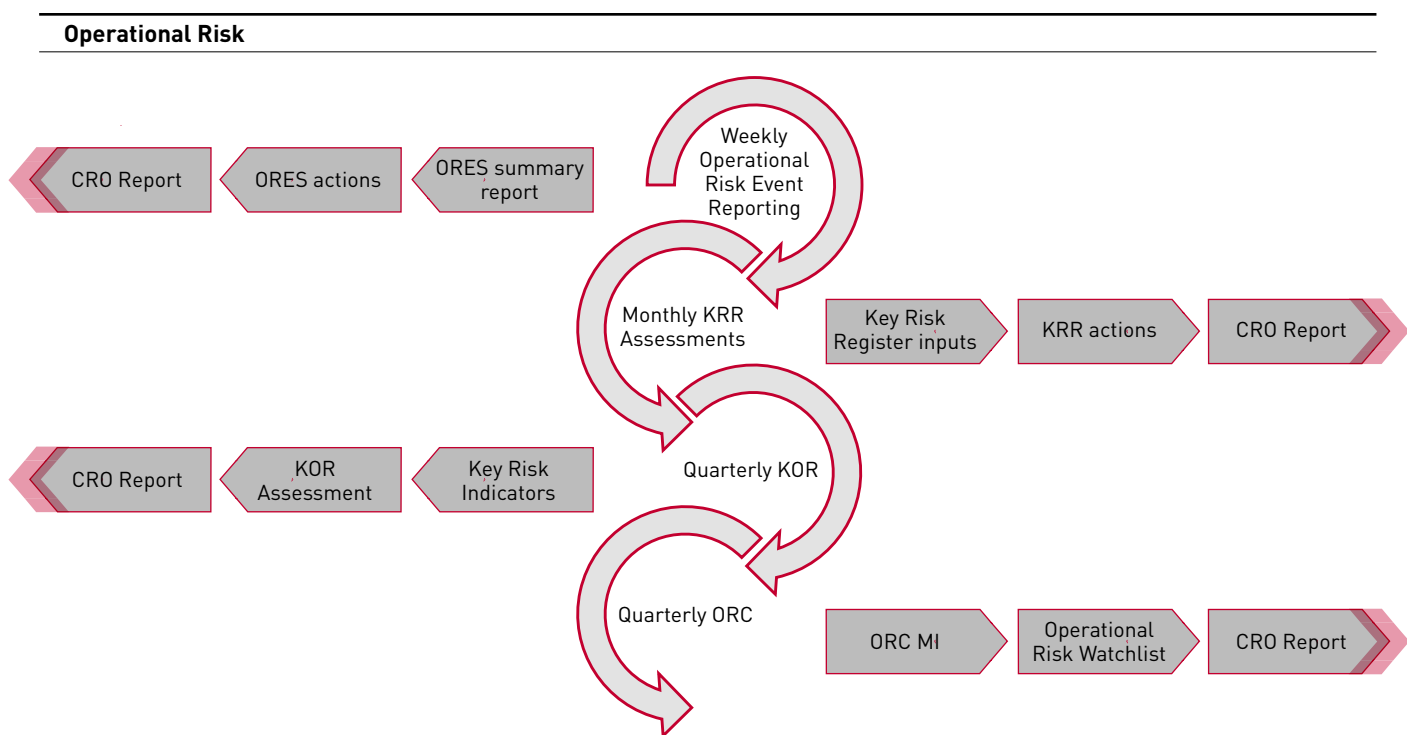 Operational Risk
Weekly
Operational
Risk Event
Reporting
CRO Report
ORES actions
ORES summary
report
Monthly KRR
Assessments
Key Risk
Register inputs
KRR actions
CRO Report
CRO Report
KOR
Assessment
Key Risk
Indicators
Quarterly KOR
Quarterly ORC
ORC MI
Operational
Risk Watchlist
CRO Report